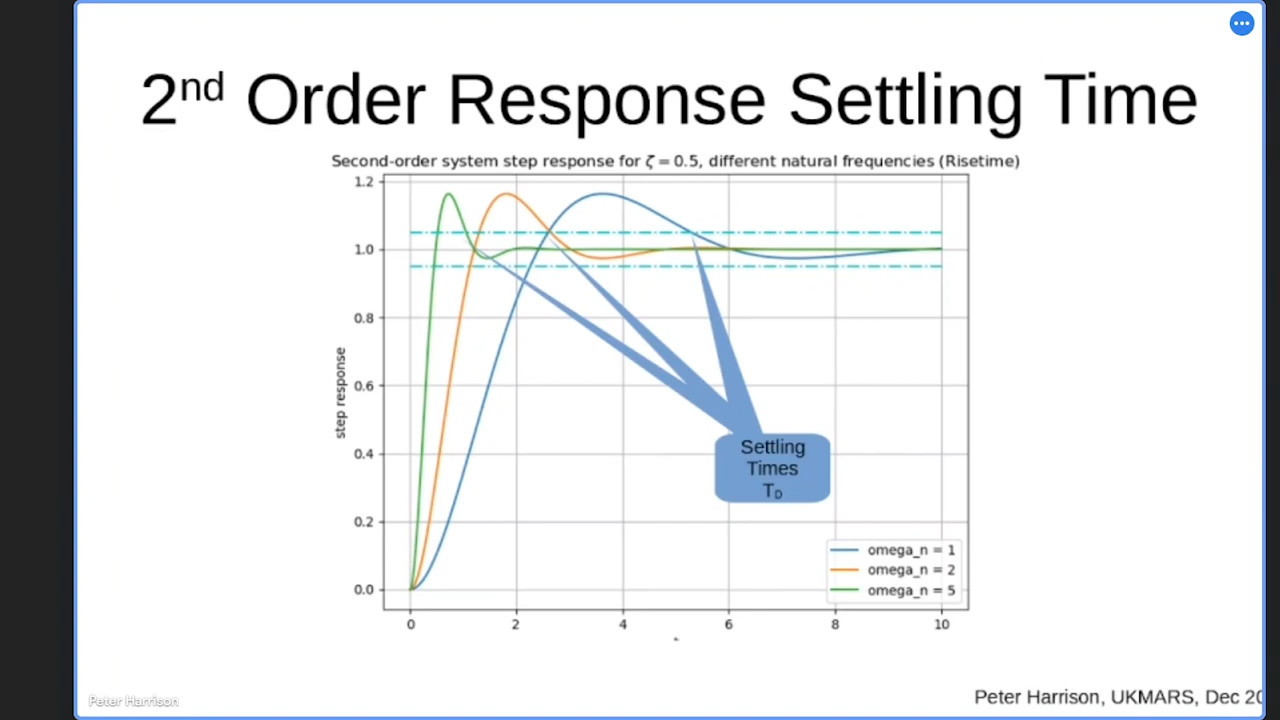 2nd Order Response Settling Time
Second-order system step response for ζ = 0.5, different natural frequencies (Risetime)
1.2
1.0
0.8
0.6
0.4
0.2
0.0
step response
Settling
Times
TD
omega_n = 1
omega_n = 2
omega_n = 5
0 2 4 6 8 10
Peter Harrison
Peter Harrison, UKMARS, Dec 20